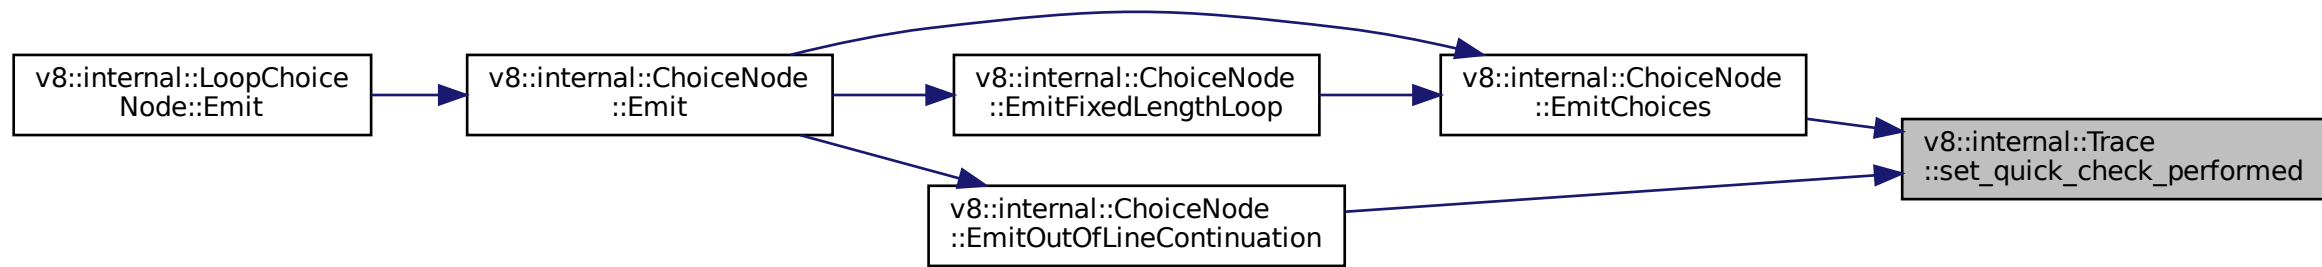 v8::internal::LoopChoice
Node::Emit
v8::internal::ChoiceNode
::Emit
v8::internal::ChoiceNode
::EmitFixedLengthLoop
v8::internal::ChoiceNode
::EmitChoices
v8::internal::Trace
::set_quick_check_performed
v8::internal::ChoiceNode
::EmitOutOfLineContinuation